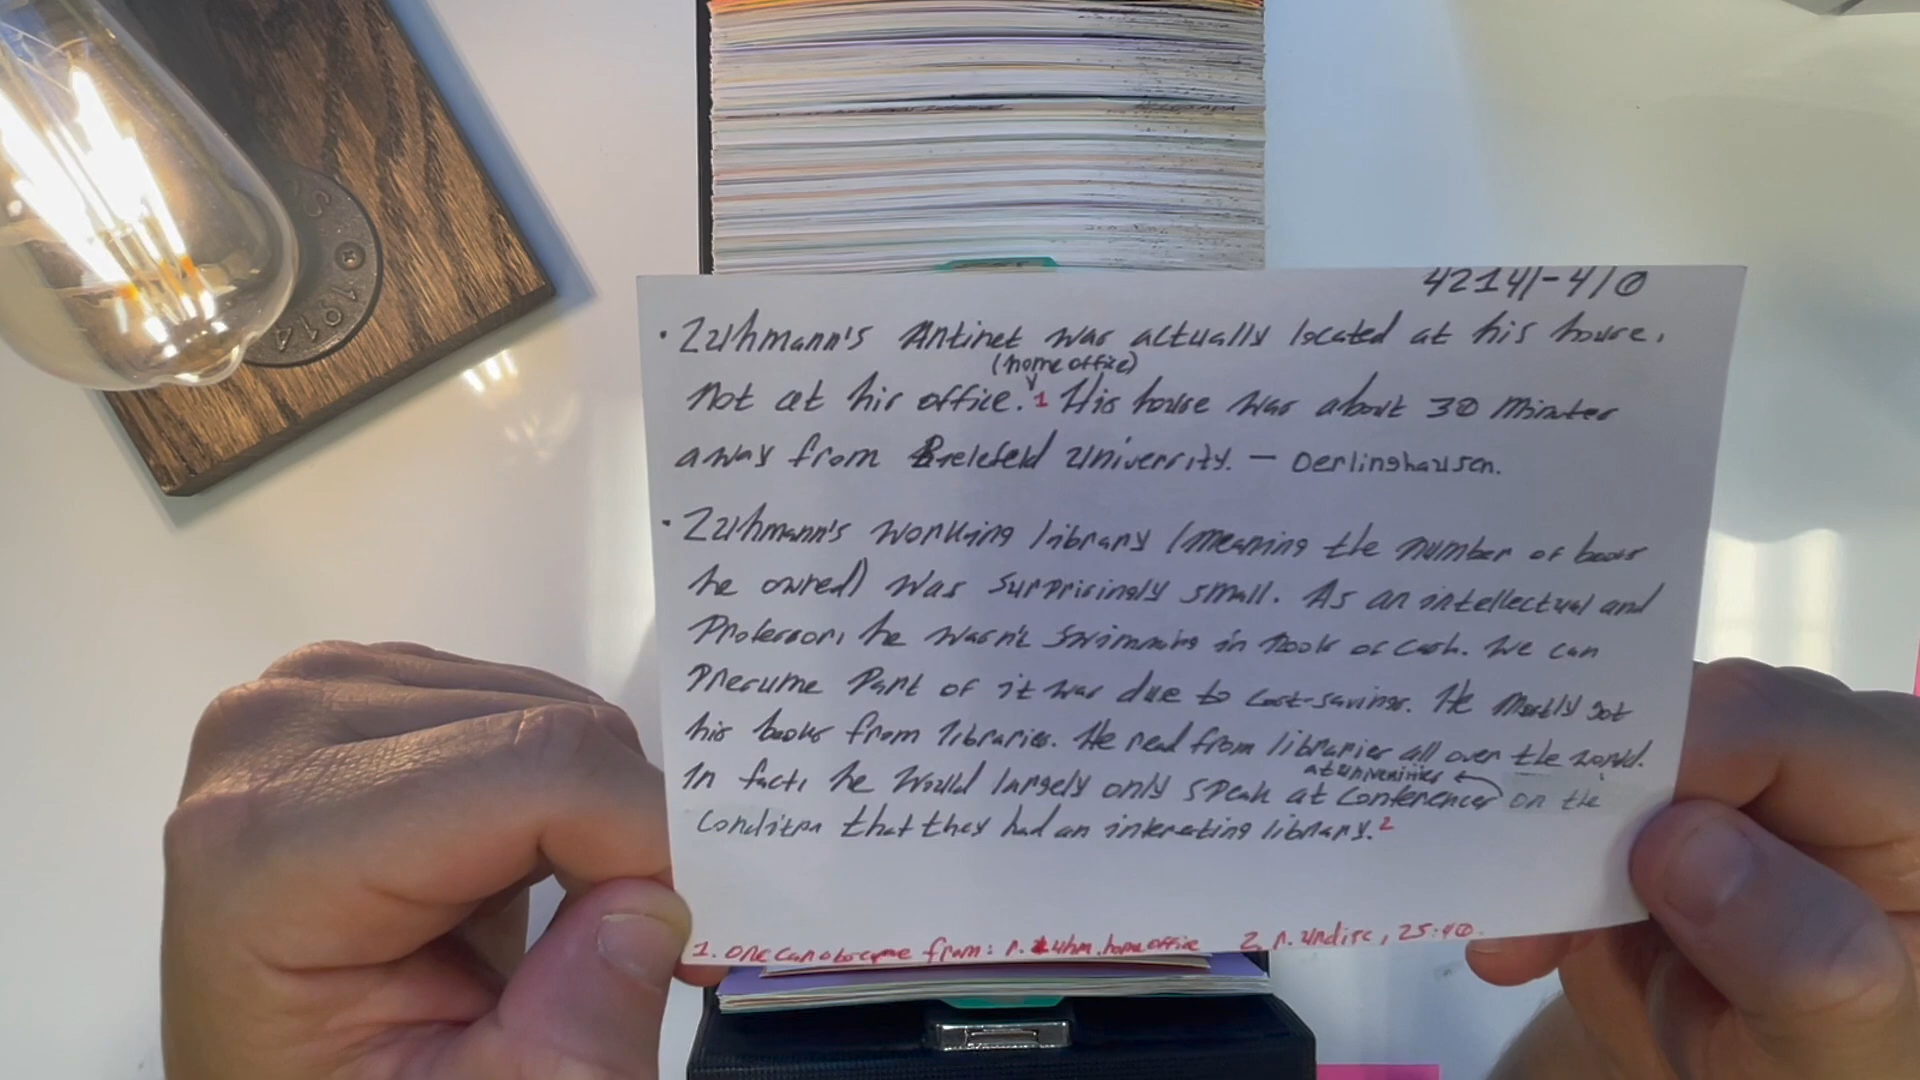 4214/-4/0
• Luhmann's Antinet was actually located at his house,
(home office)
not at his office.1 His house was about 30 minutes
away from Bielefeld University. — Oerlinghausen.
• Luhmann's working library (meaning the number of books
he owned) was surprisingly small. As an intellectual and
Professor, he wasn't swimming in pools of cash. We can
Presume Part of it was due to cost-savings. He mostly got
his books from libraries. He read from libraries all over the world.
at universities
In fact, he would largely only speak at conferences on the
condition that they had an interesting library.2
1. One can observe from: r. Luhm.home office 2. r. undisc, 25:40.
1914